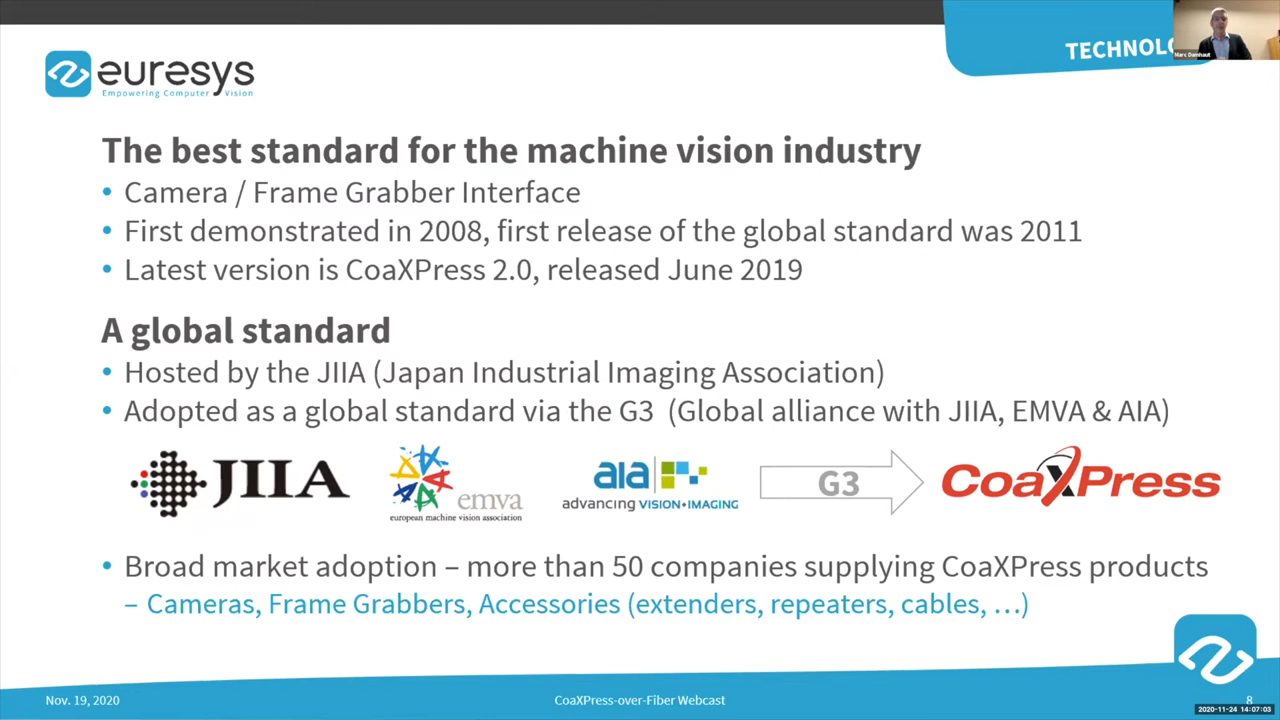 TECHNOLO
Marc Damhaut
euresys
Empowering Computer Vision
The best standard for the machine vision industry
• Camera / Frame Grabber Interface
• First demonstrated in 2008, first release of the global standard was 2011
• Latest version is CoaXPress 2.0, released June 2019
A global standard
• Hosted by the JIIA (Japan Industrial Imaging Association)
• Adopted as a global standard via the G3 (Global alliance with JIIA, EMVA & AIA)
JIIA
emva
european machine vision association
aia
advancing VISION+IMAGING
G3
CoaXPress
• Broad market adoption – more than 50 companies supplying CoaXPress products
– Cameras, Frame Grabbers, Accessories (extenders, repeaters, cables, …)
Nov. 19, 2020
CoaXPress-over-Fiber Webcast
8
2020-11-24 14:07:03